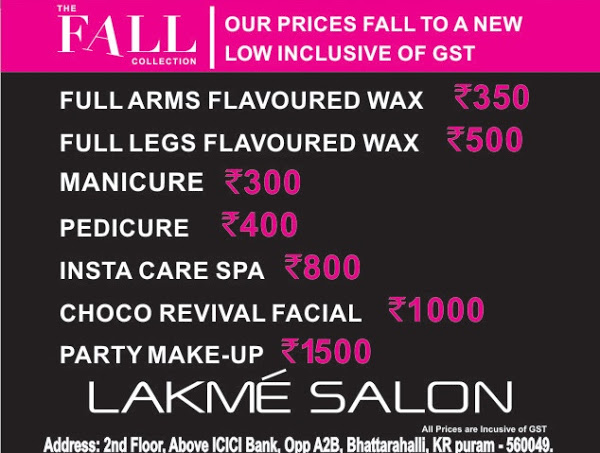 THE
FALL
COLLECTION
OUR PRICES FALL TO A NEW
LOW INCLUSIVE OF GST
FULL ARMS FLAVOURED WAX ₹350
FULL LEGS FLAVOURED WAX ₹500
MANICURE ₹300
PEDICURE ₹400
INSTA CARE SPA ₹800
CHOCO REVIVAL FACIAL ₹1000
PARTY MAKE-UP ₹1500
LAKMÉ SALON
All Prices are Incusive of GST
Address: 2nd Floor, Above ICICI Bank, Opp A2B, Bhattarahalli, KR puram - 560049.